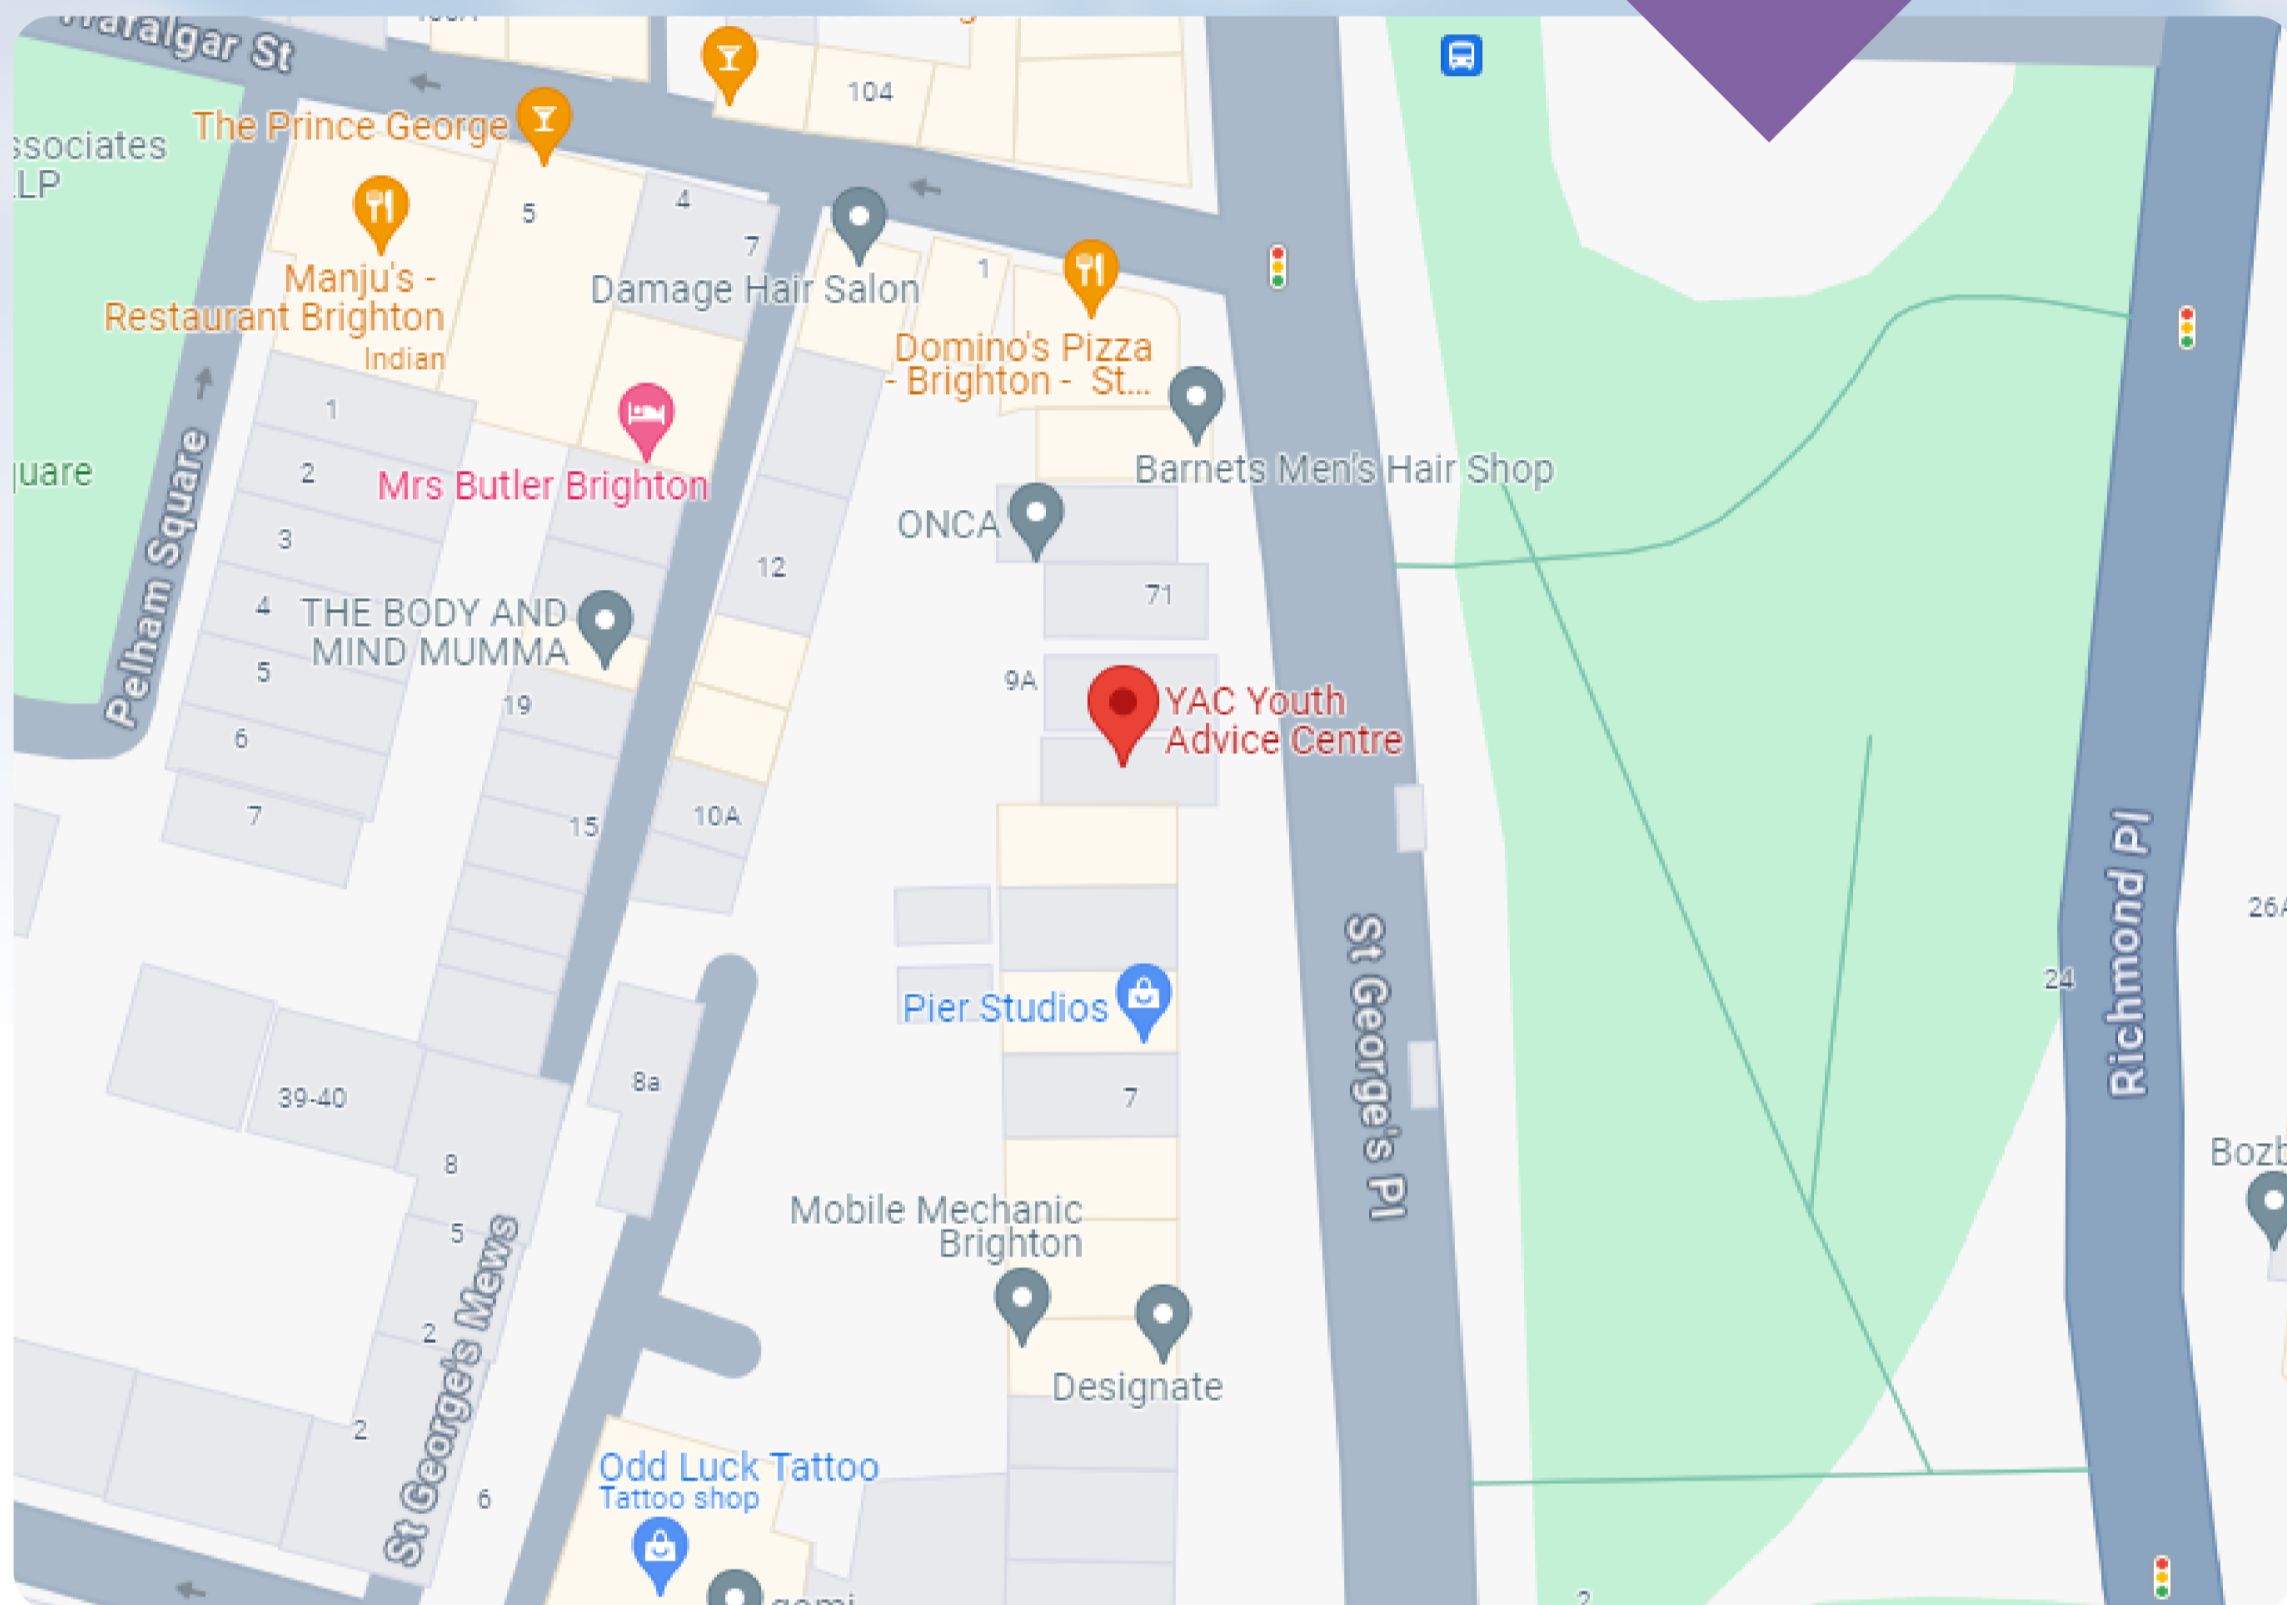 Trafalgar St
104
The Prince George
ssociates
LLP
5
4
7
Manju's -
Restaurant Brighton
Indian
Damage Hair Salon
1
Domino's Pizza
- Brighton - St...
Barnets Men's Hair Shop
Mrs Butler Brighton
uare
Pelham Square
1
2
3
4
5
6
7
ONCA
12
71
THE BODY AND
MIND MUMMA
9A
YAC Youth
Advice Centre
19
15
10A
St George's Pl
Richmond Pl
26A
24
Pier Studios
7
8a
39-40
8
5
2
2
6
St George's Mews
Mobile Mechanic
Brighton
Designate
Bozb
Odd Luck Tattoo
Tattoo shop
2